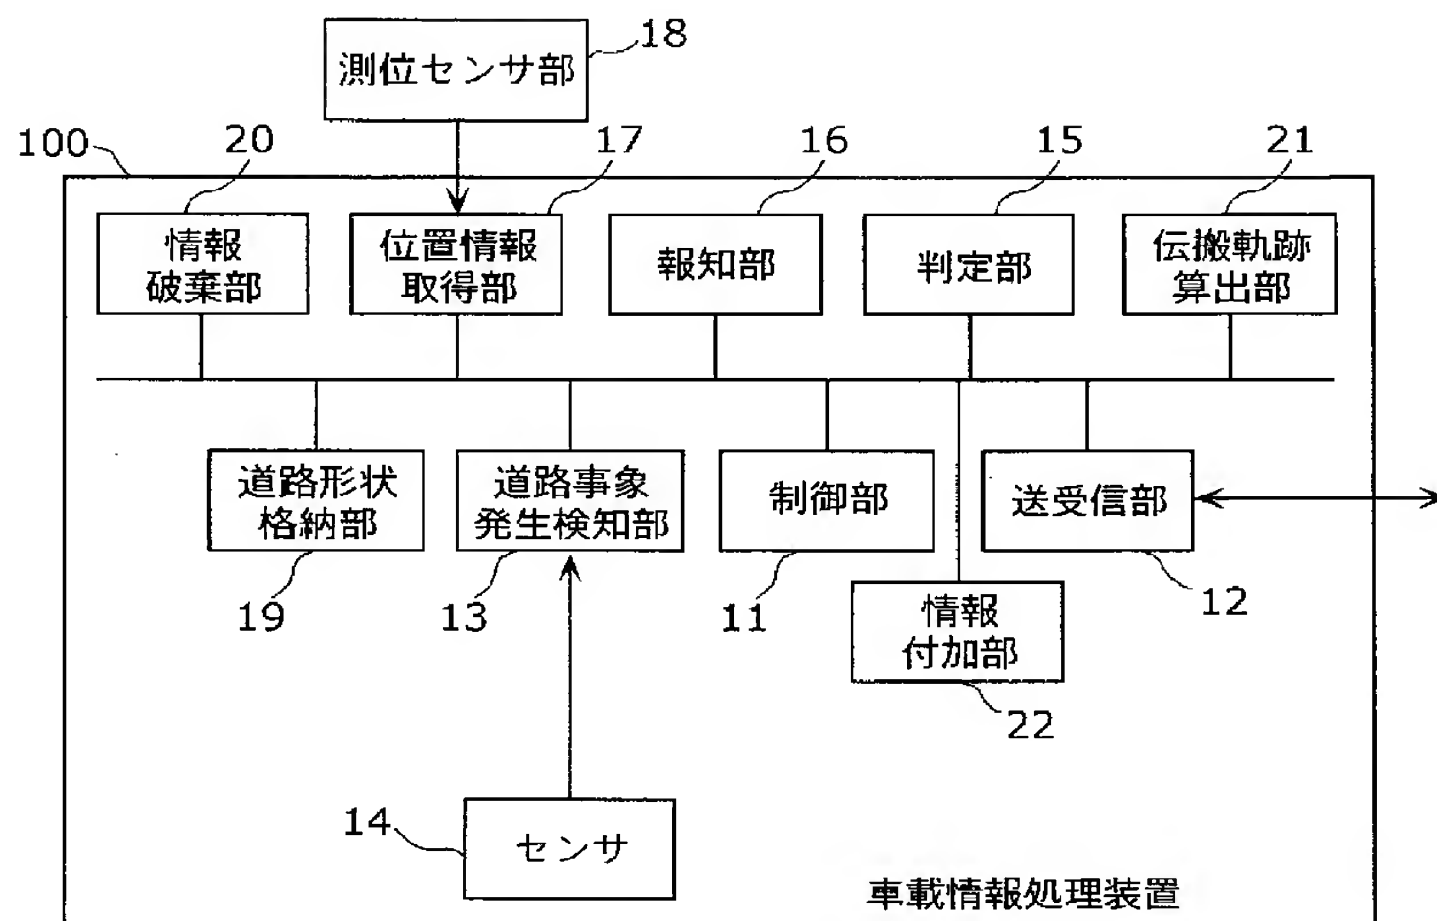 18
測位センサ部
100
20
17
16
15
21
情報
破棄部
位置情報
取得部
報知部
判定部
伝搬軌跡
算出部
道路形状
格納部
道路事象
発生検知部
制御部
送受信部
19
13
11
12
情報
付加部
22
14
センサ
車載情報処理装置